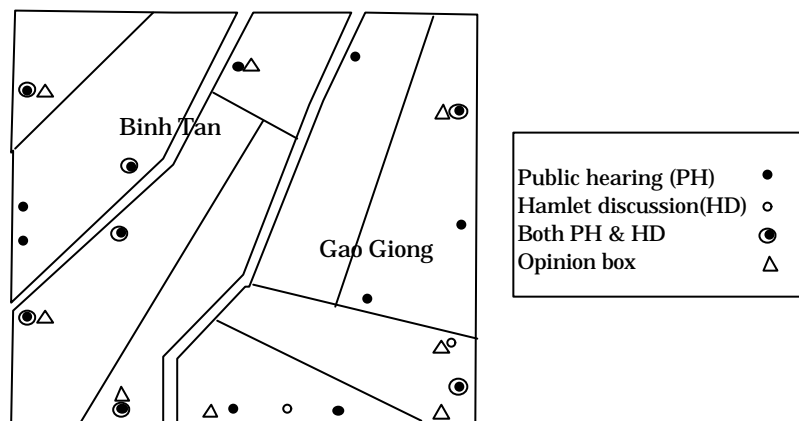 Binh Tan
Gao Giong
Public hearing (PH)
Hamlet discussion(HD)
Both PH & HD
Opinion box